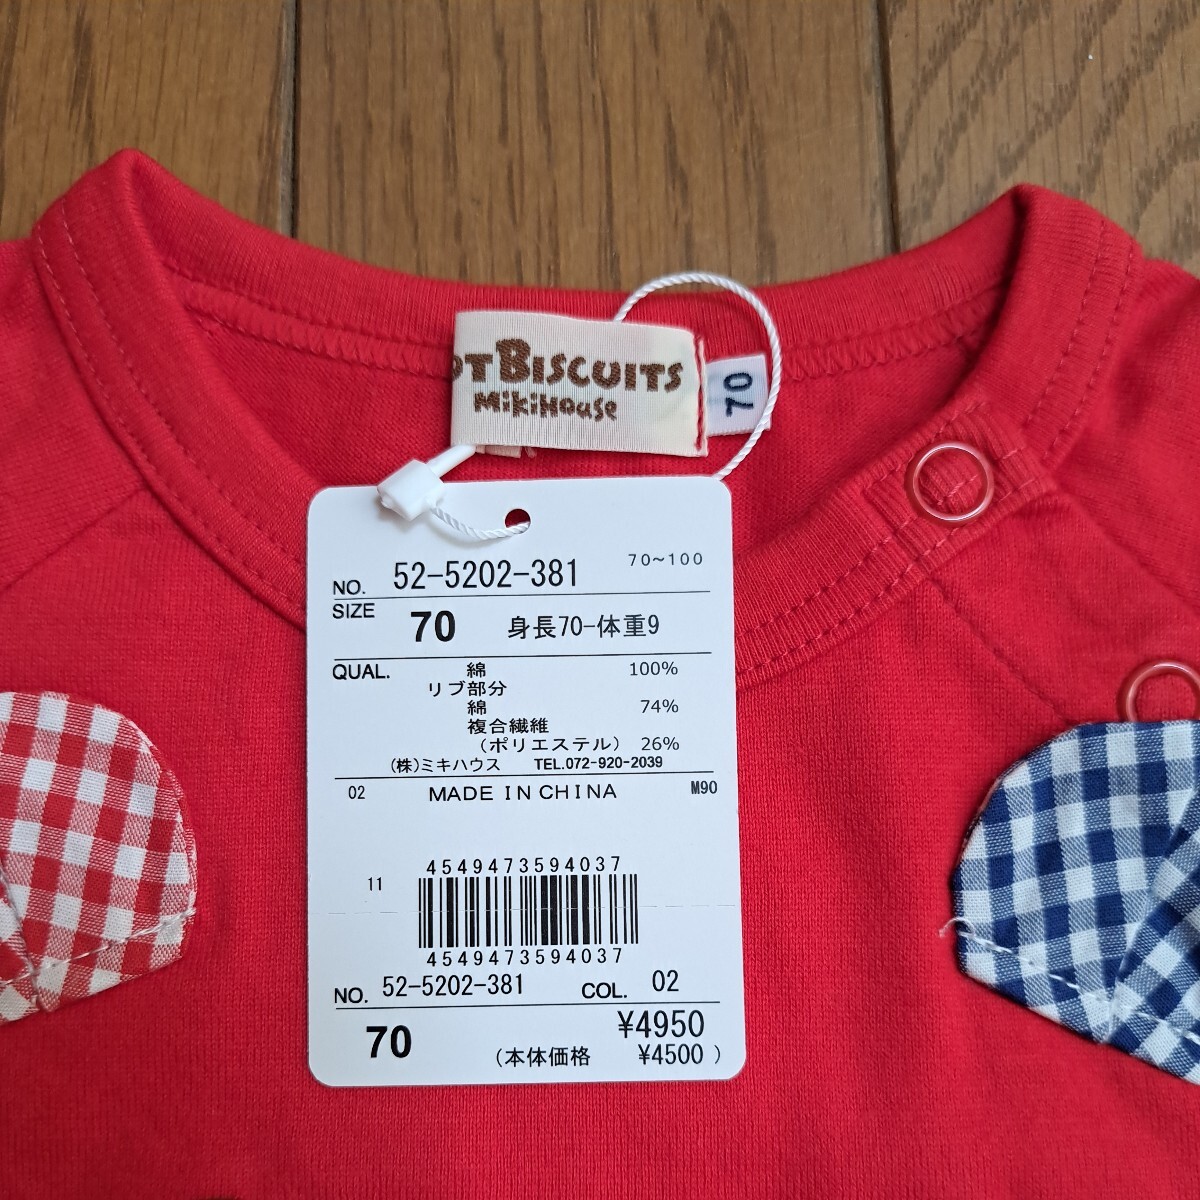 BISCUITS
MiKiHOUSE
70
NO. 52-5202-381 70~100
SIZE 70 身長70-体重9
QUAL. 綿 100%
リブ部分
綿 74%
複合繊維
(ポリエステル) 26%
(株)ミキハウス TEL.072-920-2039
02 MADE IN CHINA M90
4549473594037
11
4549473594037
NO. 52-5202-381 COL. 02
70 ¥4950
(本体価格 ¥4500 )